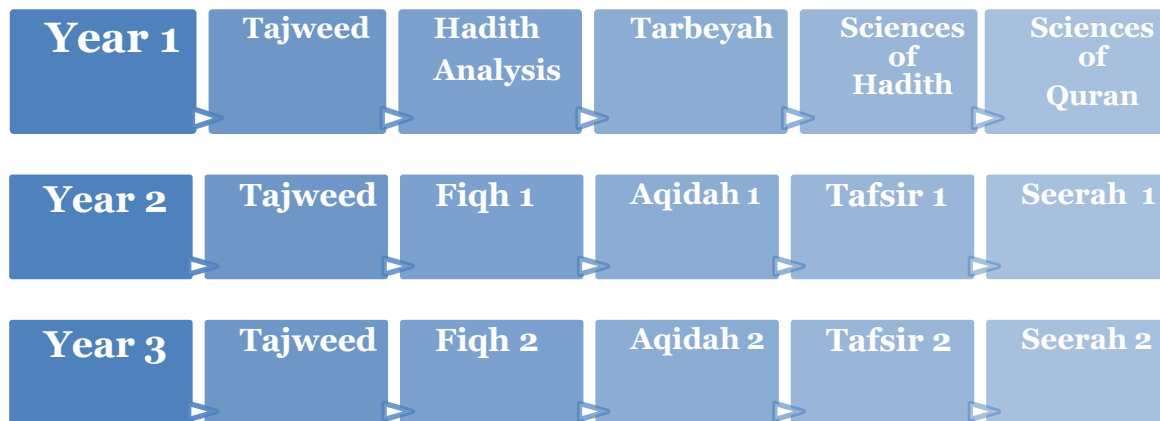 Year 1
Tajweed
Hadith
Analysis
Tarbeyah
Sciences
of
Hadith
Sciences
of
Quran
Year 2
Tajweed
Fiqh 1
Aqidah 1
Tafsir 1
Seerah 1
Year 3
Tajweed
Fiqh 2
Aqidah 2
Tafsir 2
Seerah 2